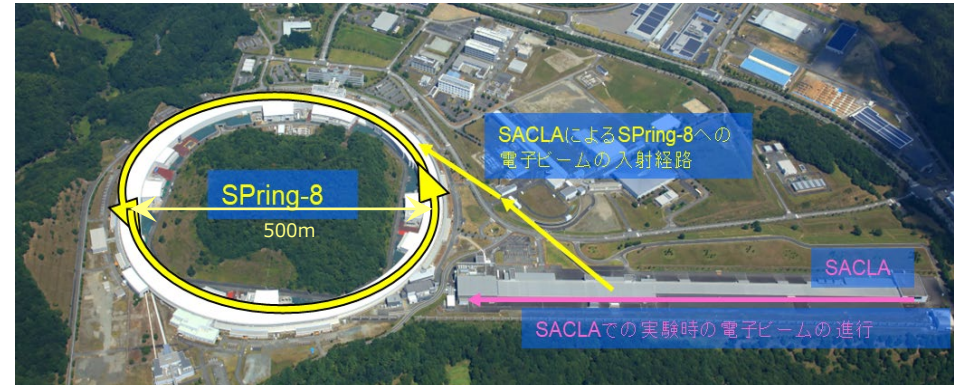 SACLAによるSPring-8への
電子ビームの入射経路
SPring-8
500m
SACLA
SACLAでの実験時の電子ビームの進行